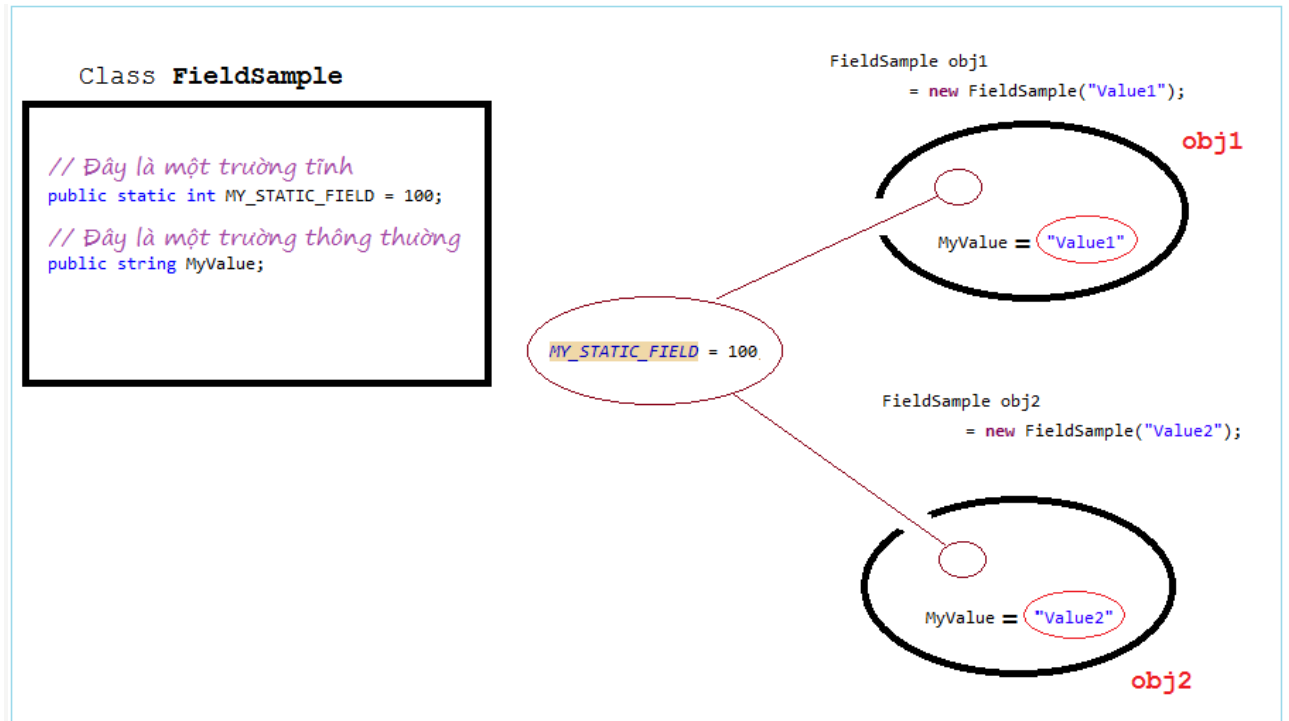 Class FieldSample
// Đây là một trường tĩnh
public static int MY_STATIC_FIELD = 100;
// Đây là một trường thông thường
public string MyValue;
FieldSample obj1
= new FieldSample("Value1");
obj1
MyValue = "Value1"
MY_STATIC_FIELD = 100
FieldSample obj2
= new FieldSample("Value2");
MyValue = "Value2"
obj2